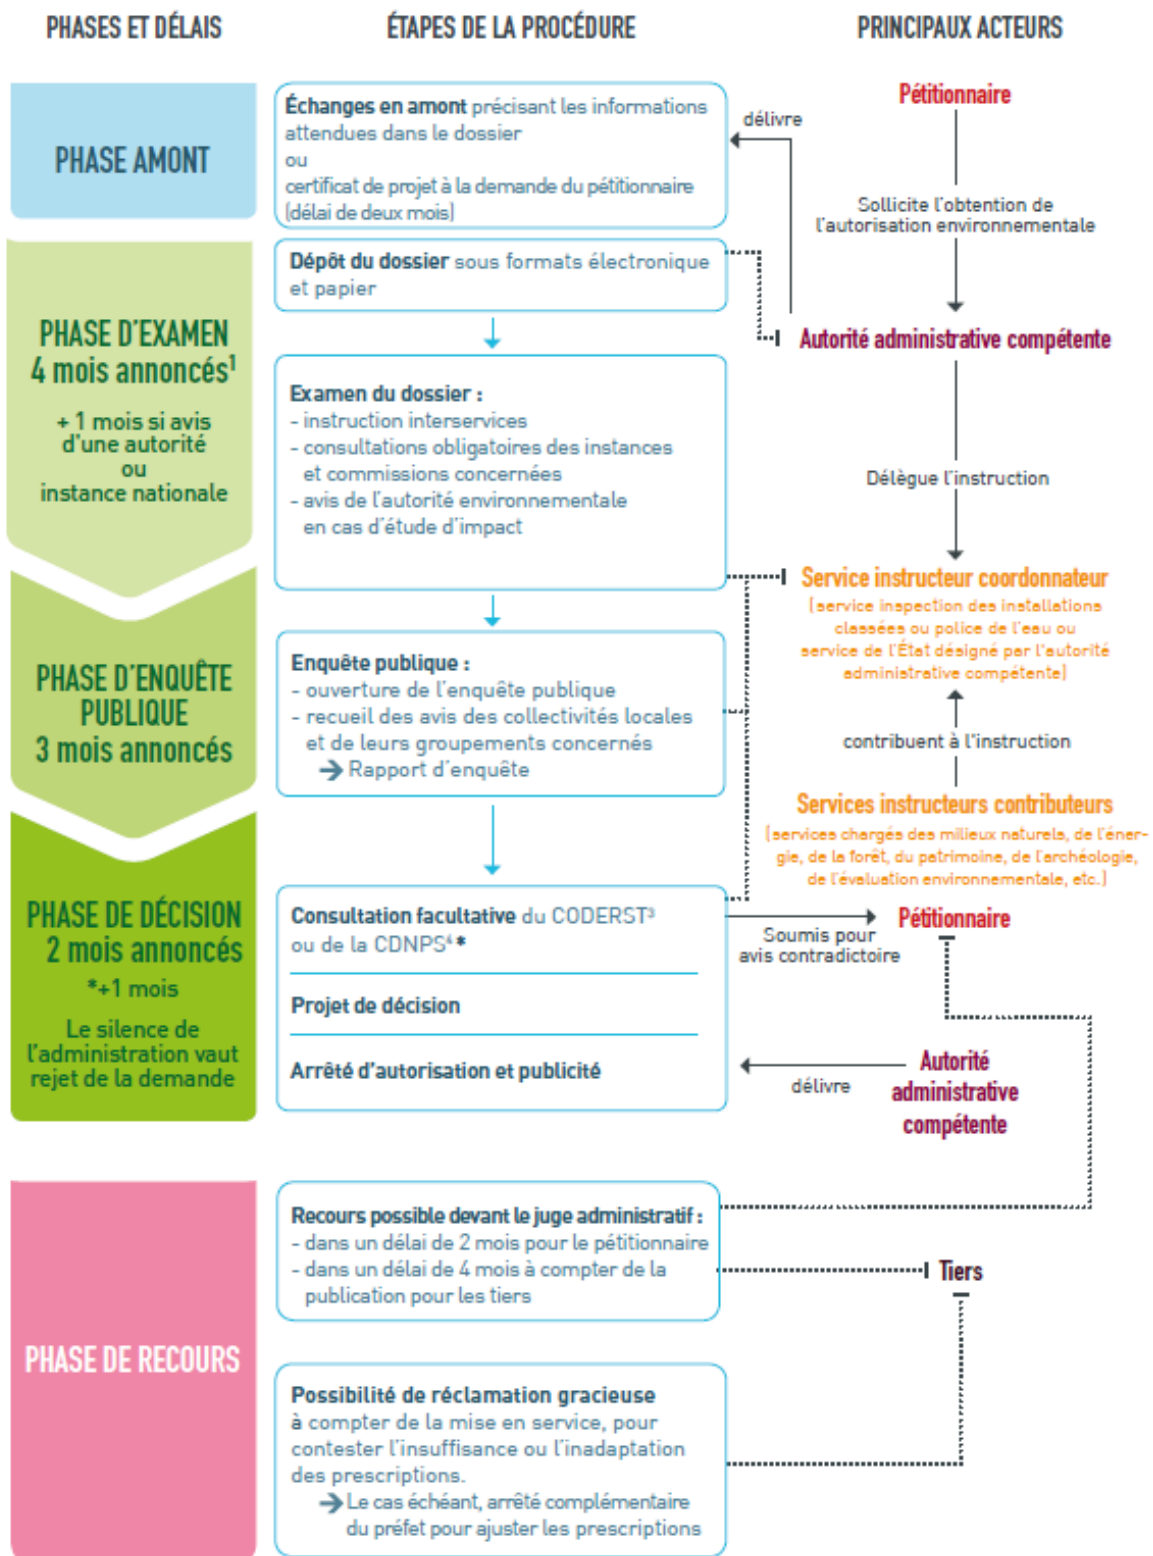 PHASES ET DÉLAIS
ÉTAPES DE LA PROCÉDURE
PRINCIPAUX ACTEURS
PHASE AMONT
Échanges en amont précisant les informations
attendues dans le dossier
ou
certificat de projet à la demande du pétitionnaire
(délai de deux mois)
délivre
Pétitionnaire
Sollicite l'obtention de
l'autorisation environnementale
PHASE D'EXAMEN
4 mois annoncés¹
+ 1 mois si avis
d'une autorité
ou
instance nationale
Dépôt du dossier sous formats électronique
et papier
Autorité administrative compétente
Examen du dossier :
- instruction interservices
- consultations obligatoires des instances
et commissions concernées
- avis de l'autorité environnementale
en cas d'étude d'impact
Délègue l'instruction
Service instructeur coordonnateur
(service inspection des installations
classées ou police de l'eau ou
service de l'État désigné par l'autorité
administrative compétente)
PHASE D'ENQUÊTE
PUBLIQUE
3 mois annoncés
Enquête publique :
- ouverture de l'enquête publique
- recueil des avis des collectivités locales
et de leurs groupements concernés
➔ Rapport d'enquête
contribuent à l'instruction
Services instructeurs contributeurs
(services chargés des milieux naturels, de l'éner-
gie, de la forêt, du patrimoine, de l'archéologie,
de l'évaluation environnementale, etc.)
PHASE DE DÉCISION
2 mois annoncés
*+1 mois
Le silence de
l'administration vaut
rejet de la demande
Consultation facultative du CODERST³
ou de la CDNPS⁴ *
Projet de décision
Arrêté d'autorisation et publicité
Soumis pour
avis contradictoire
Pétitionnaire
délivre
Autorité
administrative
compétente
PHASE DE RECOURS
Recours possible devant le juge administratif :
- dans un délai de 2 mois pour le pétitionnaire
- dans un délai de 4 mois à compter de la
publication pour les tiers
Tiers
Possibilité de réclamation gracieuse
à compter de la mise en service, pour
contester l'insuffisance ou l'inadaptation
des prescriptions.
➔ Le cas échéant, arrêté complémentaire
du préfet pour ajuster les prescriptions